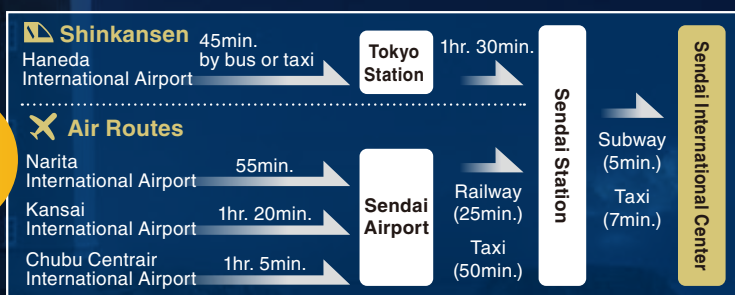 Shinkansen
Haneda
International Airport
45min.
by bus or taxi
Tokyo
Station
1hr. 30min.
Air Routes
Narita
International Airport
55min.
Kansai
International Airport
1hr. 20min.
Chubu Centrair
International Airport
1hr. 5min.
Sendai
Airport
Railway
(25min.)
Taxi
(50min.)
Sendai Station
Subway
(5min.)
Taxi
(7min.)
Sendai International Center